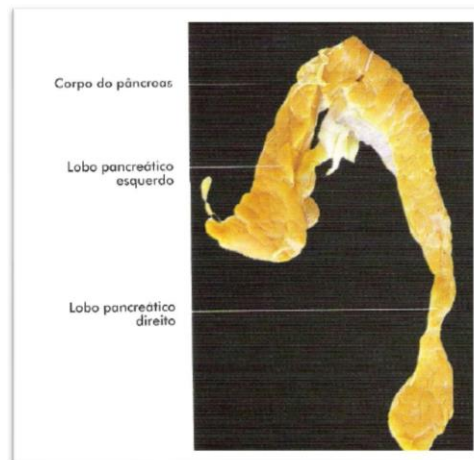 Corpo do pâncreas
Lobo pancreático
esquerdo
Lobo pancreático
direito